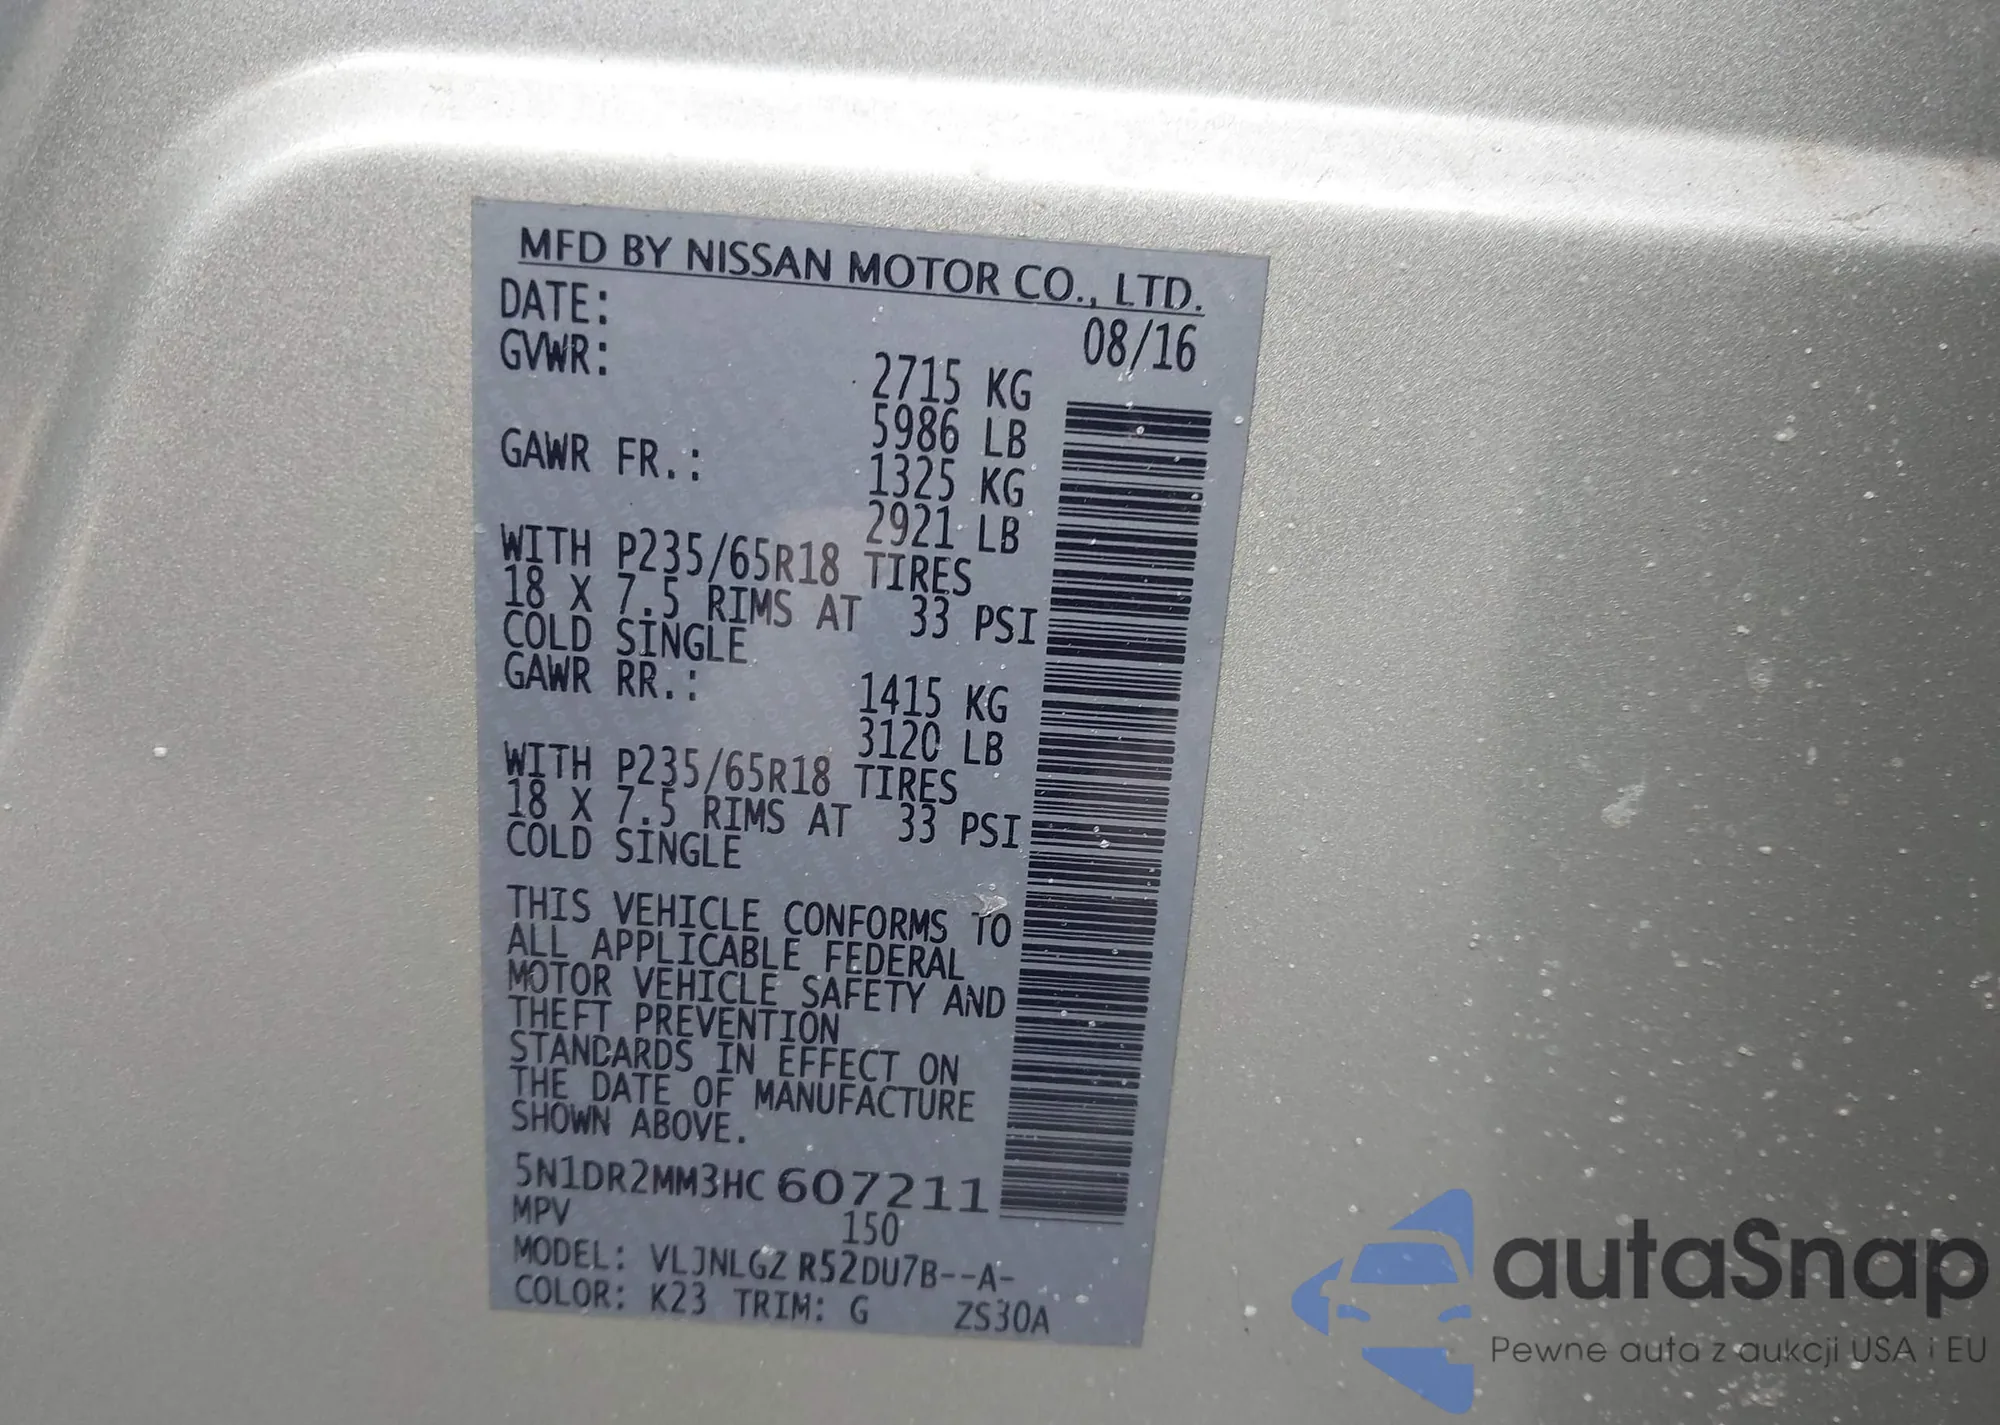 MFD BY NISSAN MOTOR CO., LTD.
DATE: 08/16
GVWR: 2715 KG
5986 LB
GAWR FR.: 1325 KG
2921 LB
WITH P235/65R18 TIRES
18 X 7.5 RIMS AT 33 PSI
COLD SINGLE
GAWR RR.: 1415 KG
3120 LB
WITH P235/65R18 TIRES
18 X 7.5 RIMS AT 33 PSI
COLD SINGLE
THIS VEHICLE CONFORMS TO
ALL APPLICABLE FEDERAL
MOTOR VEHICLE SAFETY AND
THEFT PREVENTION
STANDARDS IN EFFECT ON
THE DATE OF MANUFACTURE
SHOWN ABOVE.
5N1DR2MM3HC 607211
MPV 150
MODEL: VLJNLGZ R52DU7B--A-
COLOR: K23 TRIM: G ZS30A
autaSnap
Pewne auta z aukcji USA i EU